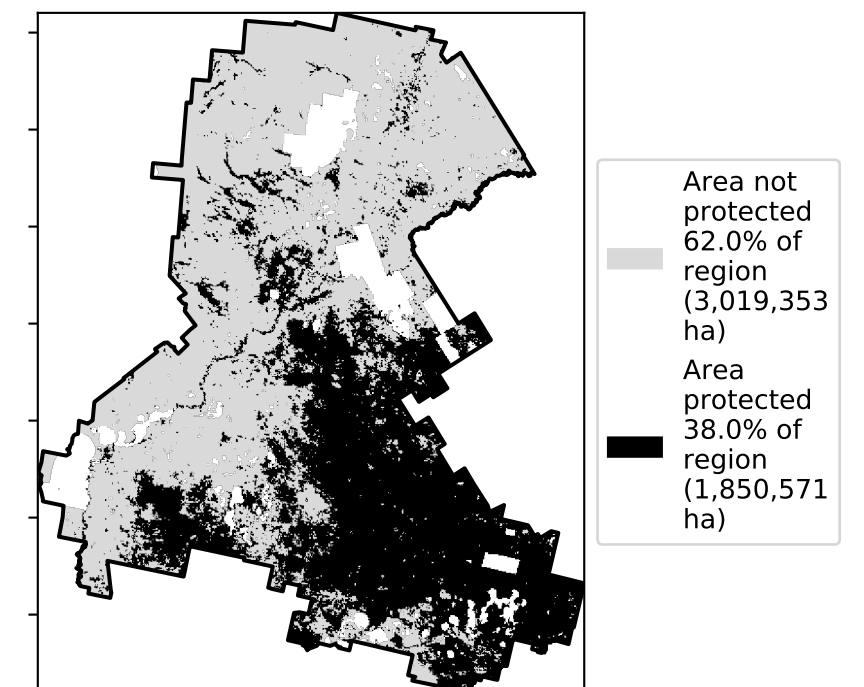 Area not
protected
62.0% of
region
(3,019,353
ha)
Area
protected
38.0% of
region
(1,850,571
ha)